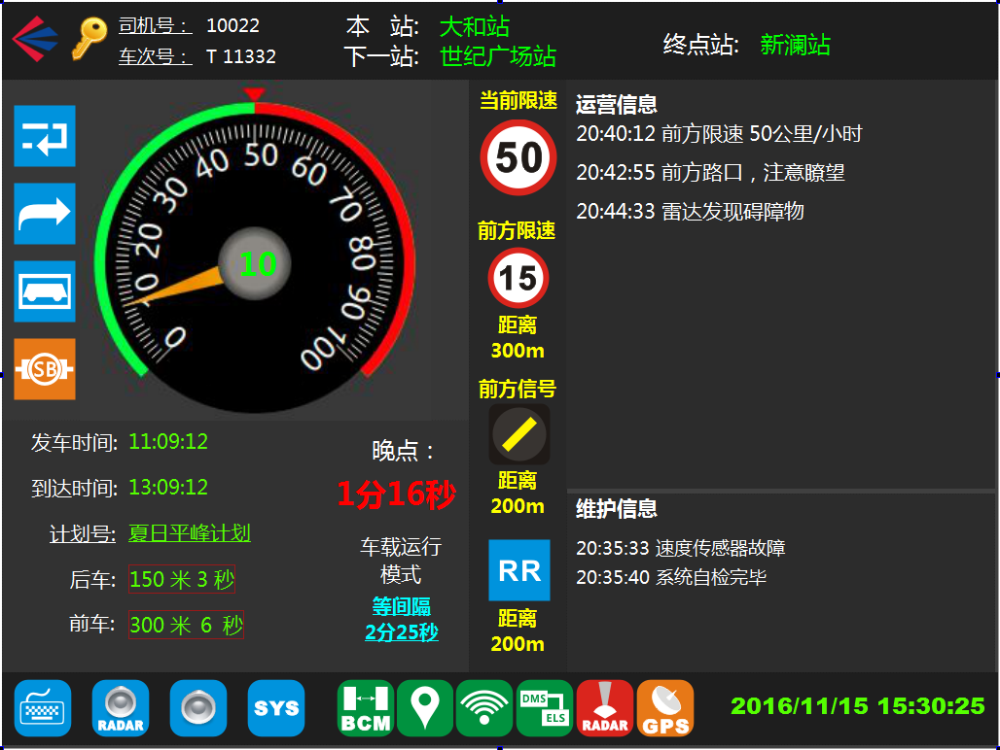 司机号： 10022
车次号： T 11332
本 站: 大和站
下一站: 世纪广场站
终点站: 新澜站
SB
0
10
20
30
40
50
60
70
80
90
100
10
发车时间: 11:09:12
到达时间: 13:09:12
计划号: 夏日平峰计划
后车: 150 米 3 秒
前车: 300 米 6 秒
晚点：
1分16秒
车载运行
模式
等间隔
2分25秒
当前限速
50
前方限速
15
距离
300m
前方信号
距离
200m
RR
距离
200m
运营信息
20:40:12 前方限速 50公里/小时
20:42:55 前方路口，注意瞭望
20:44:33 雷达发现碍障物
维护信息
20:35:33 速度传感器故障
20:35:40 系统自检完毕
RADAR
SYS
BCM
DMS
ELS
RADAR
GPS
2016/11/15 15:30:25